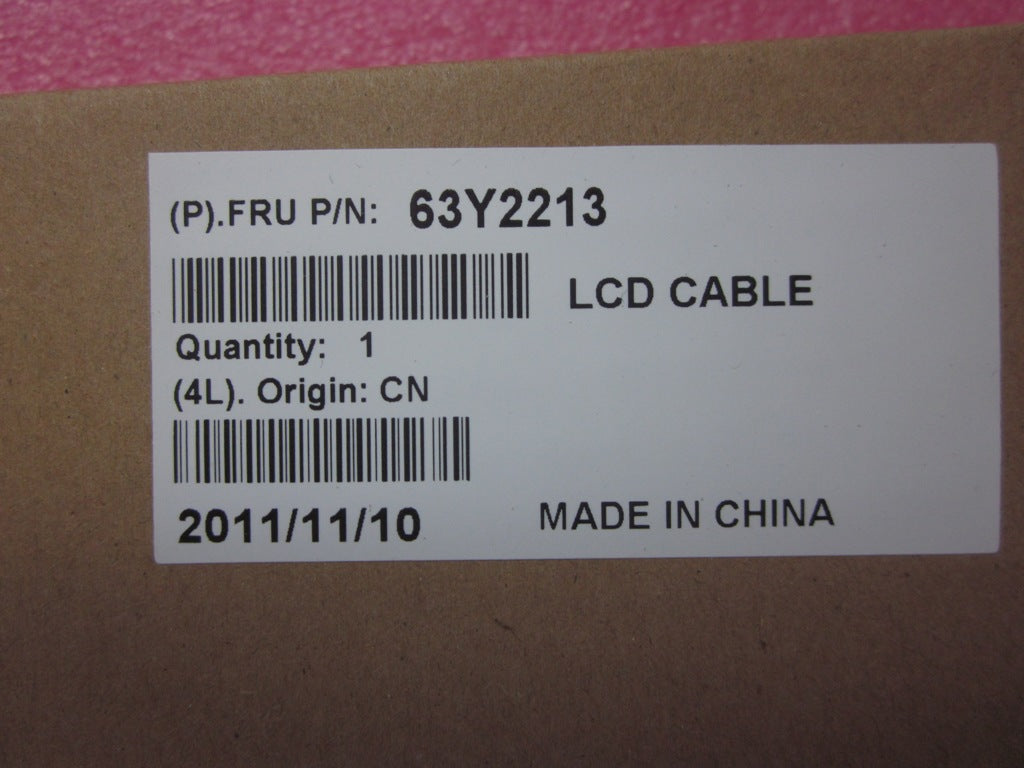 (P).FRU P/N: 63Y2213
LCD CABLE
Quantity: 1
(4L). Origin: CN
2011/11/10
MADE IN CHINA